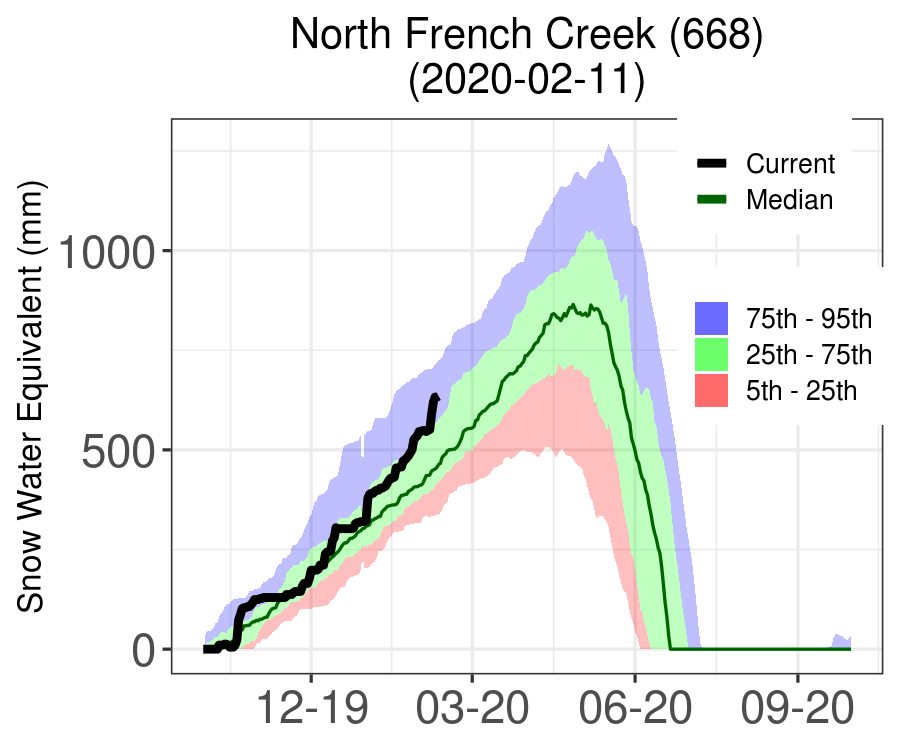 North French Creek (668)
(2020-02-11)
Snow Water Equivalent (mm)
1000
500
0
12-19
03-20
06-20
09-20
Current
Median
75th - 95th
25th - 75th
5th - 25th